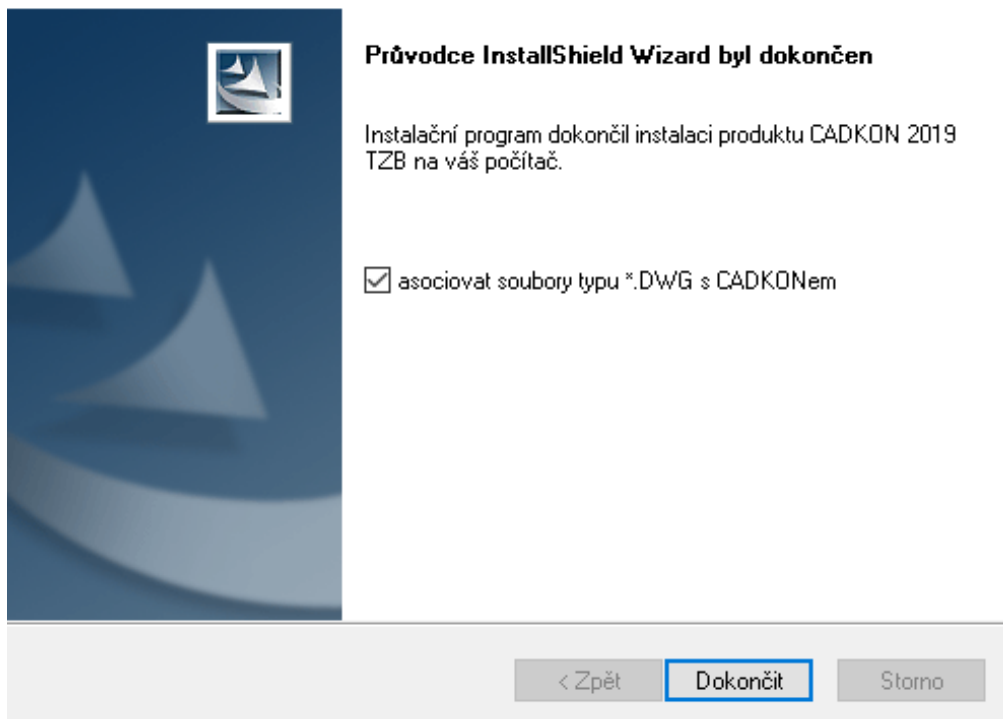 Průvodce InstallShield Wizard byl dokončen
Instalační program dokončil instalaci produktu CADKON 2019
TZB na váš počítač.
asociovat soubory typu *.DWG s CADKONem
< Zpět
Dokončit
Storno